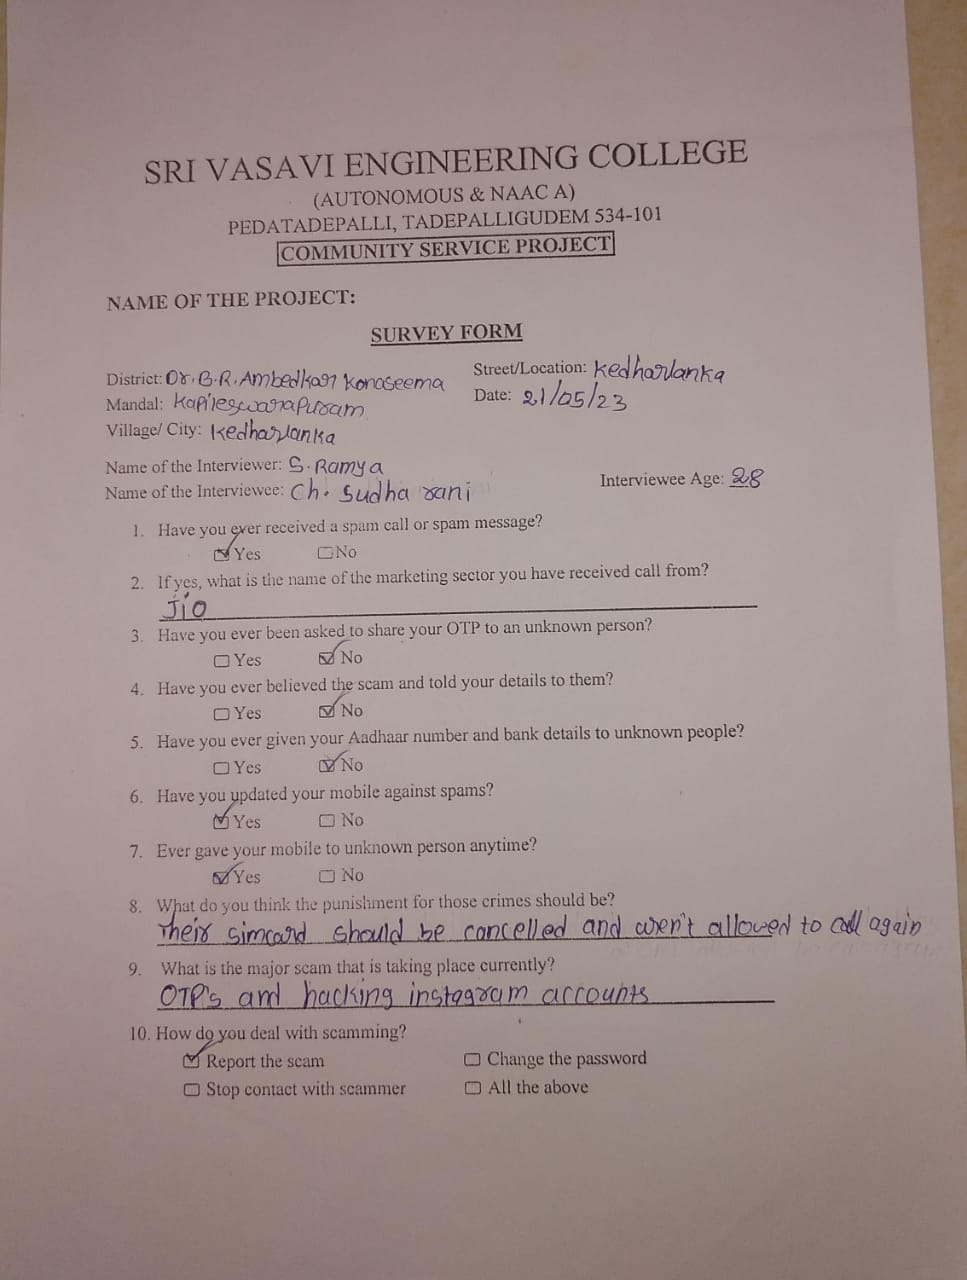 SRI VASAVI ENGINEERING COLLEGE
(AUTONOMOUS & NAAC A)
PEDATADEPALLI, TADEPALLIGUDEM 534-101
COMMUNITY SERVICE PROJECT
NAME OF THE PROJECT:
SURVEY FORM
District: Dr. B.R. Ambedkar Konaseema Street/Location: Kedharlanka
Mandal: Kapileswarapuram Date: 21/05/23
Village/ City: Kedharlanka
Name of the Interviewer: S. Ramya
Name of the Interviewee: Ch. Sudha rani Interviewee Age: 28
1. Have you ever received a spam call or spam message?
☑ Yes ☐ No
2. If yes, what is the name of the marketing sector you have received call from?
Jio
3. Have you ever been asked to share your OTP to an unknown person?
☐ Yes ☑ No
4. Have you ever believed the scam and told your details to them?
☐ Yes ☑ No
5. Have you ever given your Aadhaar number and bank details to unknown people?
☐ Yes ☑ No
6. Have you updated your mobile against spams?
☑ Yes ☐ No
7. Ever gave your mobile to unknown person anytime?
☑ Yes ☐ No
8. What do you think the punishment for those crimes should be?
Their simcard should be cancelled and aren't allowed to call again
9. What is the major scam that is taking place currently?
OTP's and hacking instagram accounts
10. How do you deal with scamming?
☑ Report the scam ☐ Change the password
☐ Stop contact with scammer ☐ All the above